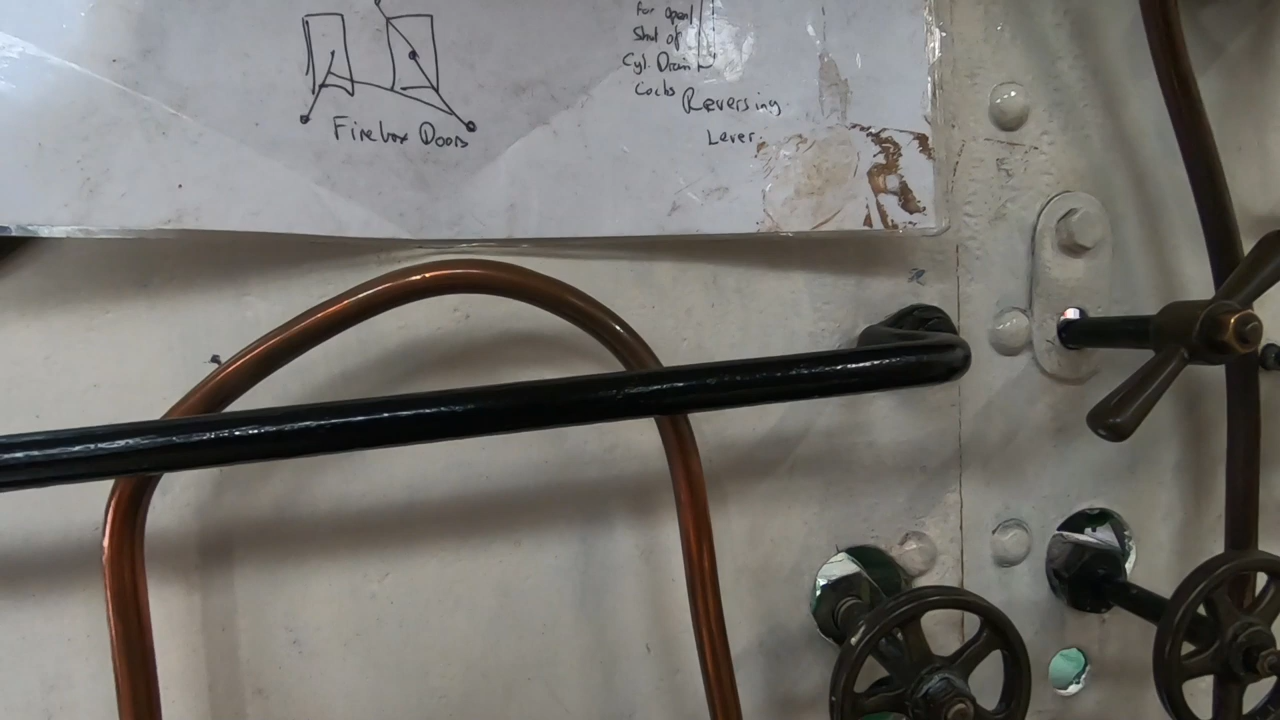 for open/
Shut of
Cyl. Drain
Cocks
Reversing
Lever.
Firebox Doors